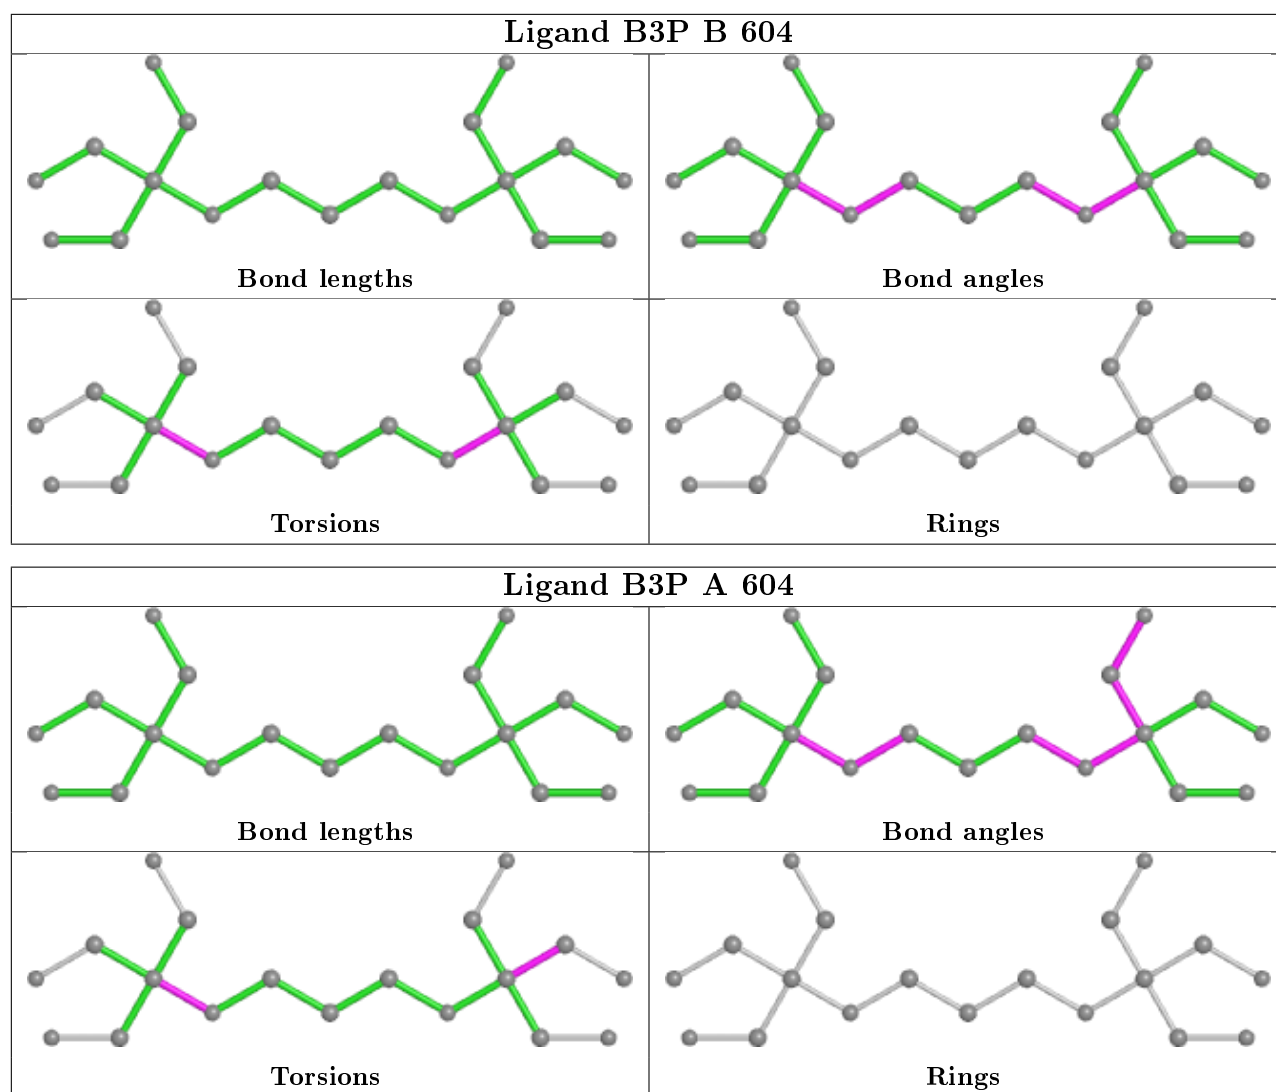 Ligand B3P B 604
Bond lengths
Bond angles
Torsions
Rings
Ligand B3P A 604
Bond lengths
Bond angles
Torsions
Rings